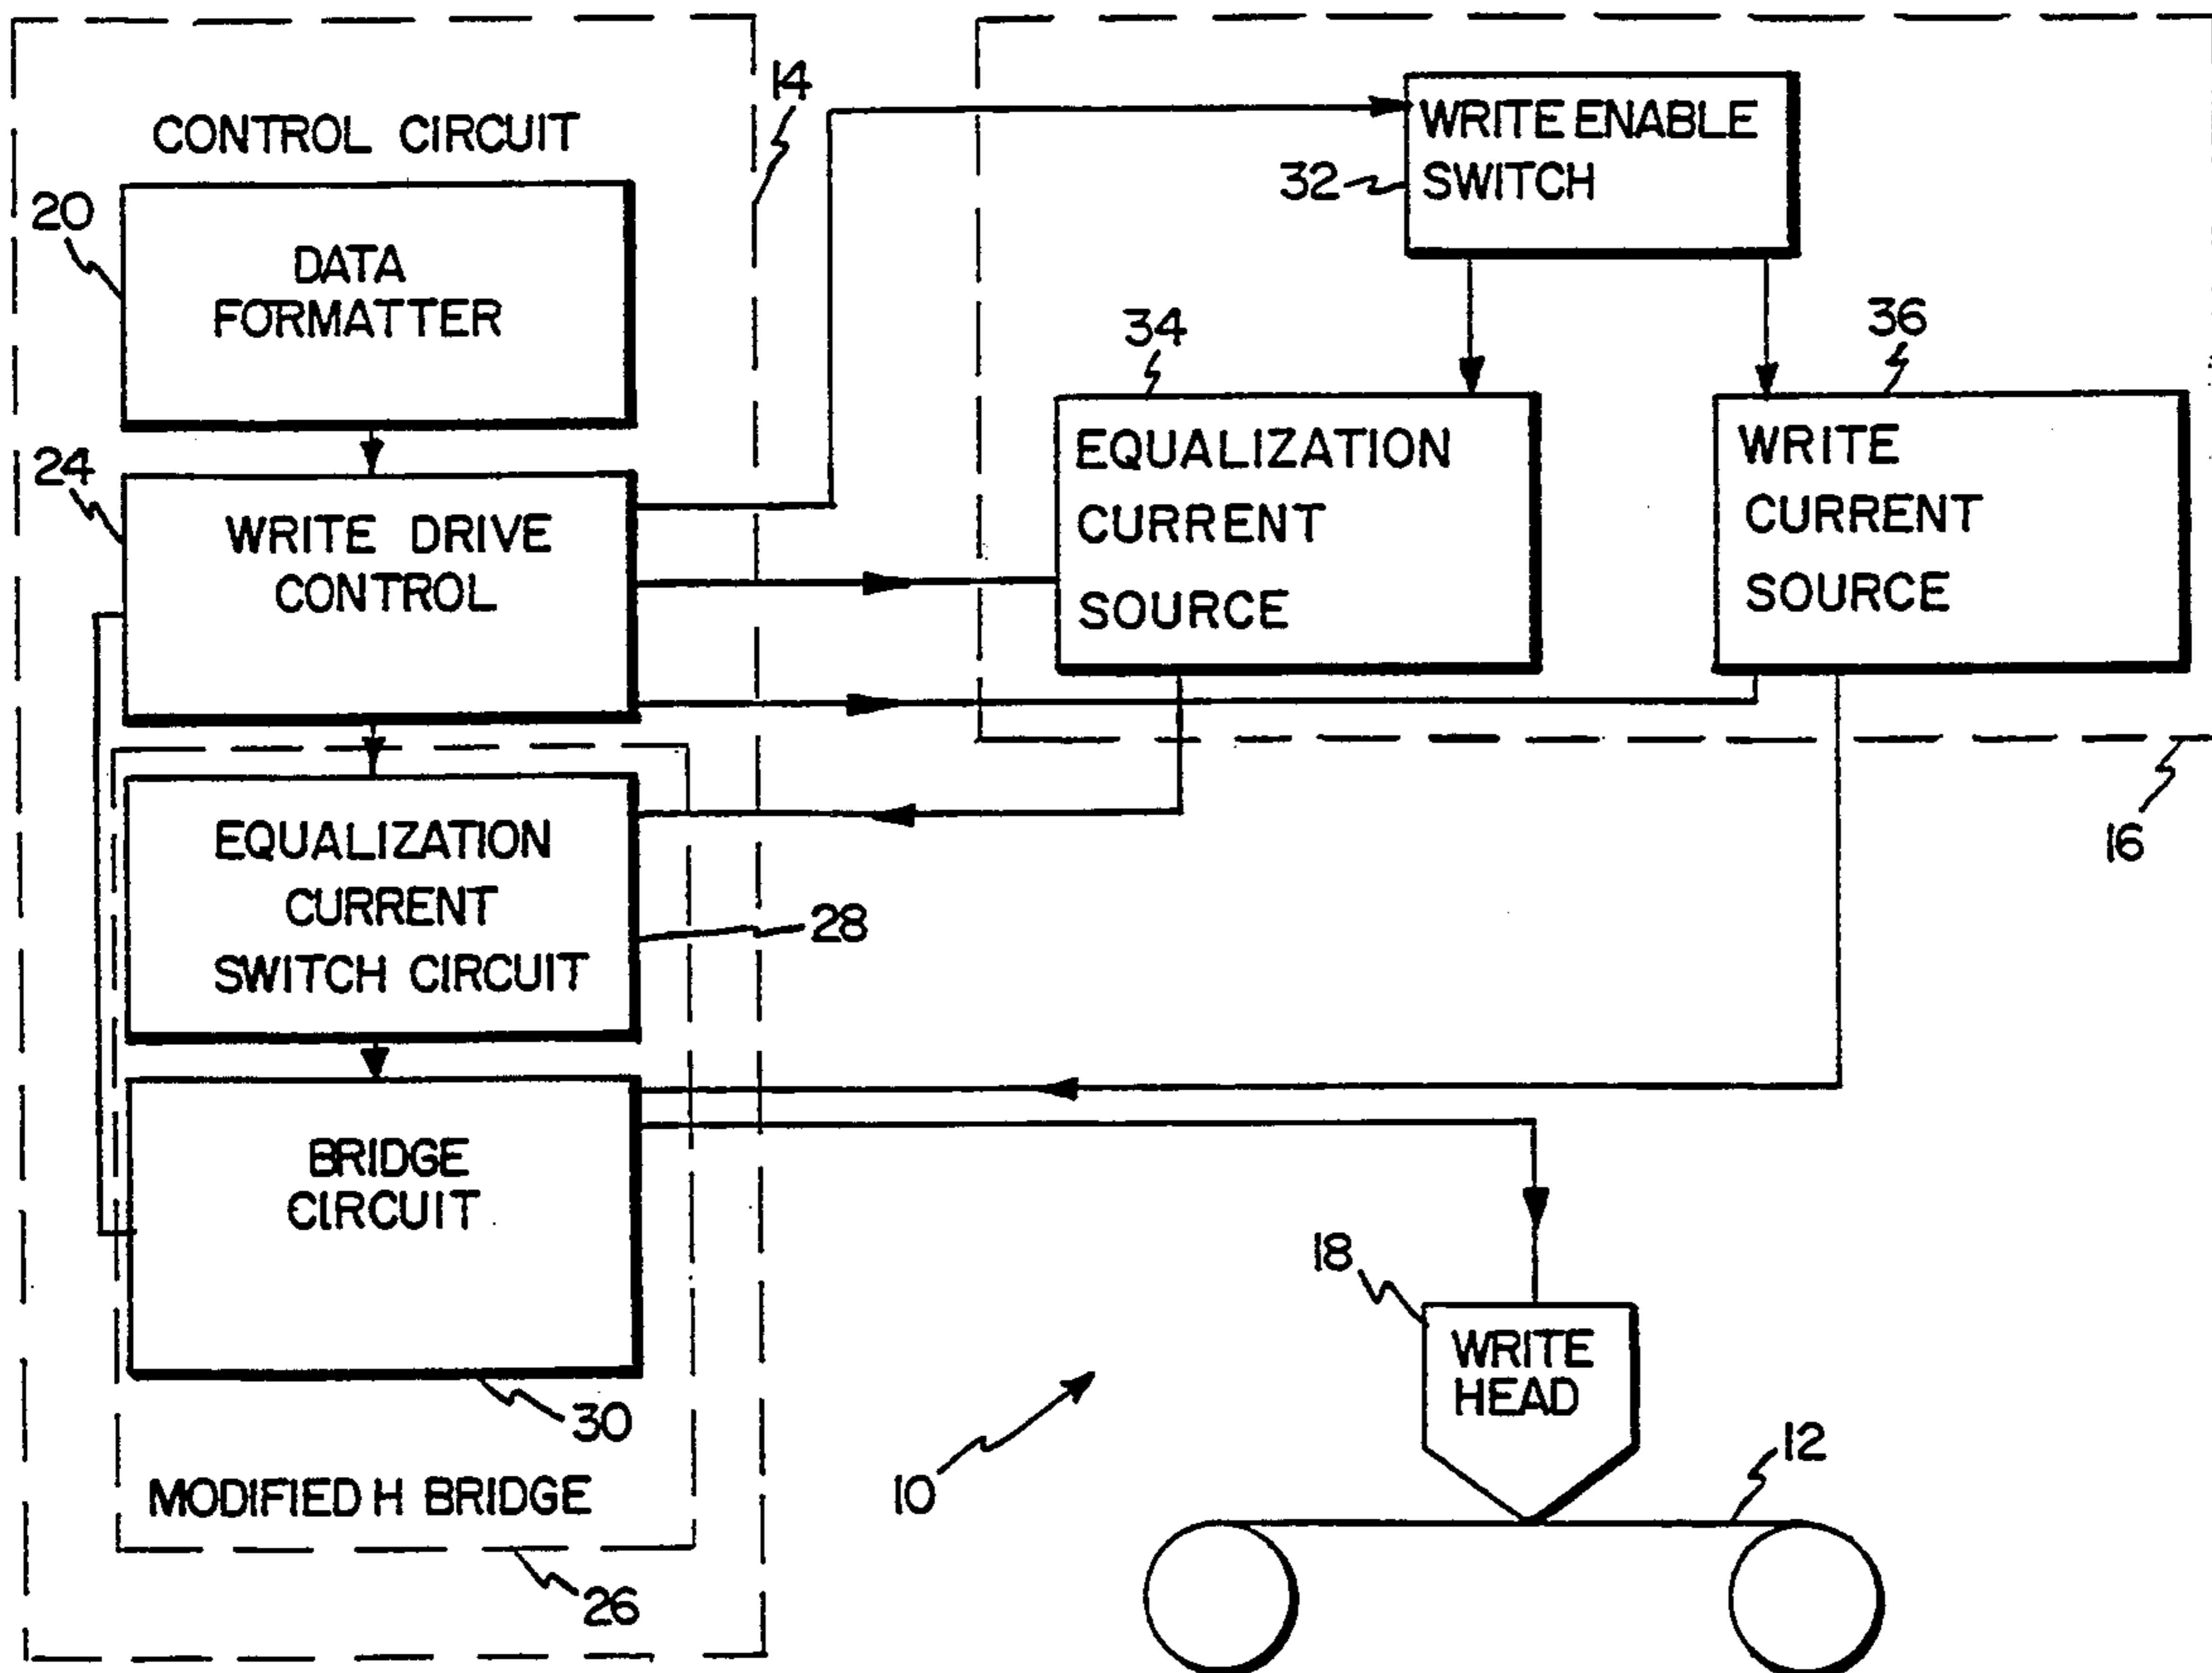 CONTROL CIRCUIT
14
20
DATA
FORMATTER
24
WRITE DRIVE
CONTROL
EQUALIZATION
CURRENT
SWITCH CIRCUIT
28
BRIDGE
CIRCUIT
30
MODIFIED H BRIDGE
26
WRITE ENABLE
SWITCH
32
34
EQUALIZATION
CURRENT
SOURCE
36
WRITE
CURRENT
SOURCE
16
18
WRITE
HEAD
10
12